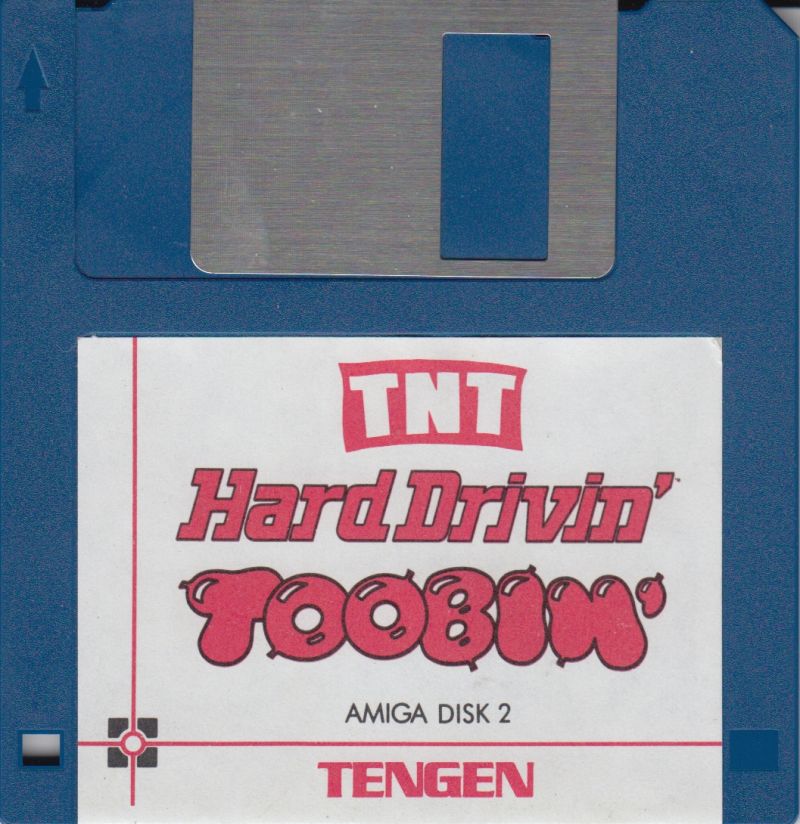 TNT
Hard Drivin'
TOOBIN'
AMIGA DISK 2
TENGEN